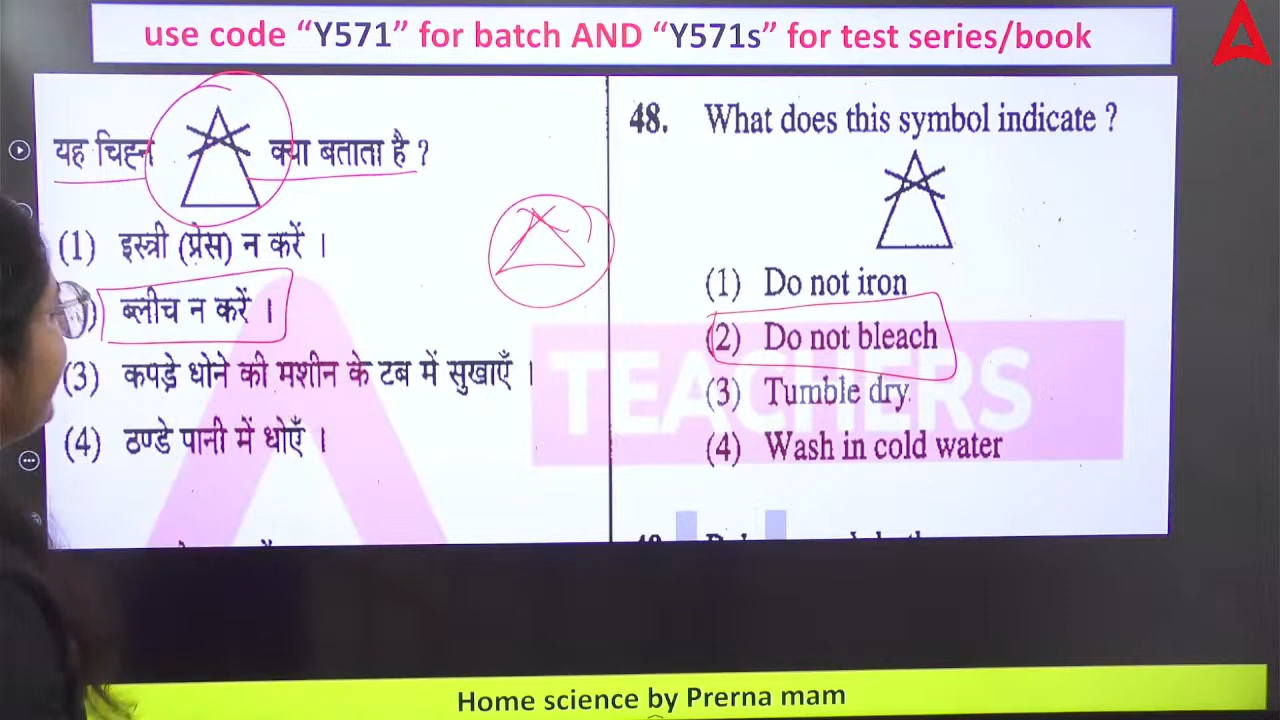 use code “Y571” for batch AND “Y571s” for test series/book
यह चिह्न क्या बताता है ?
(1) इस्त्री (प्रेस) न करें ।
ब्लीच न करें ।
(3) कपड़े धोने की मशीन के टब में सुखाएँ ।
(4) ठण्डे पानी में धोएँ ।
48. What does this symbol indicate ?
(1) Do not iron
(2) Do not bleach
(3) Tumble dry
(4) Wash in cold water
TEACHERS
Home science by Prerna mam